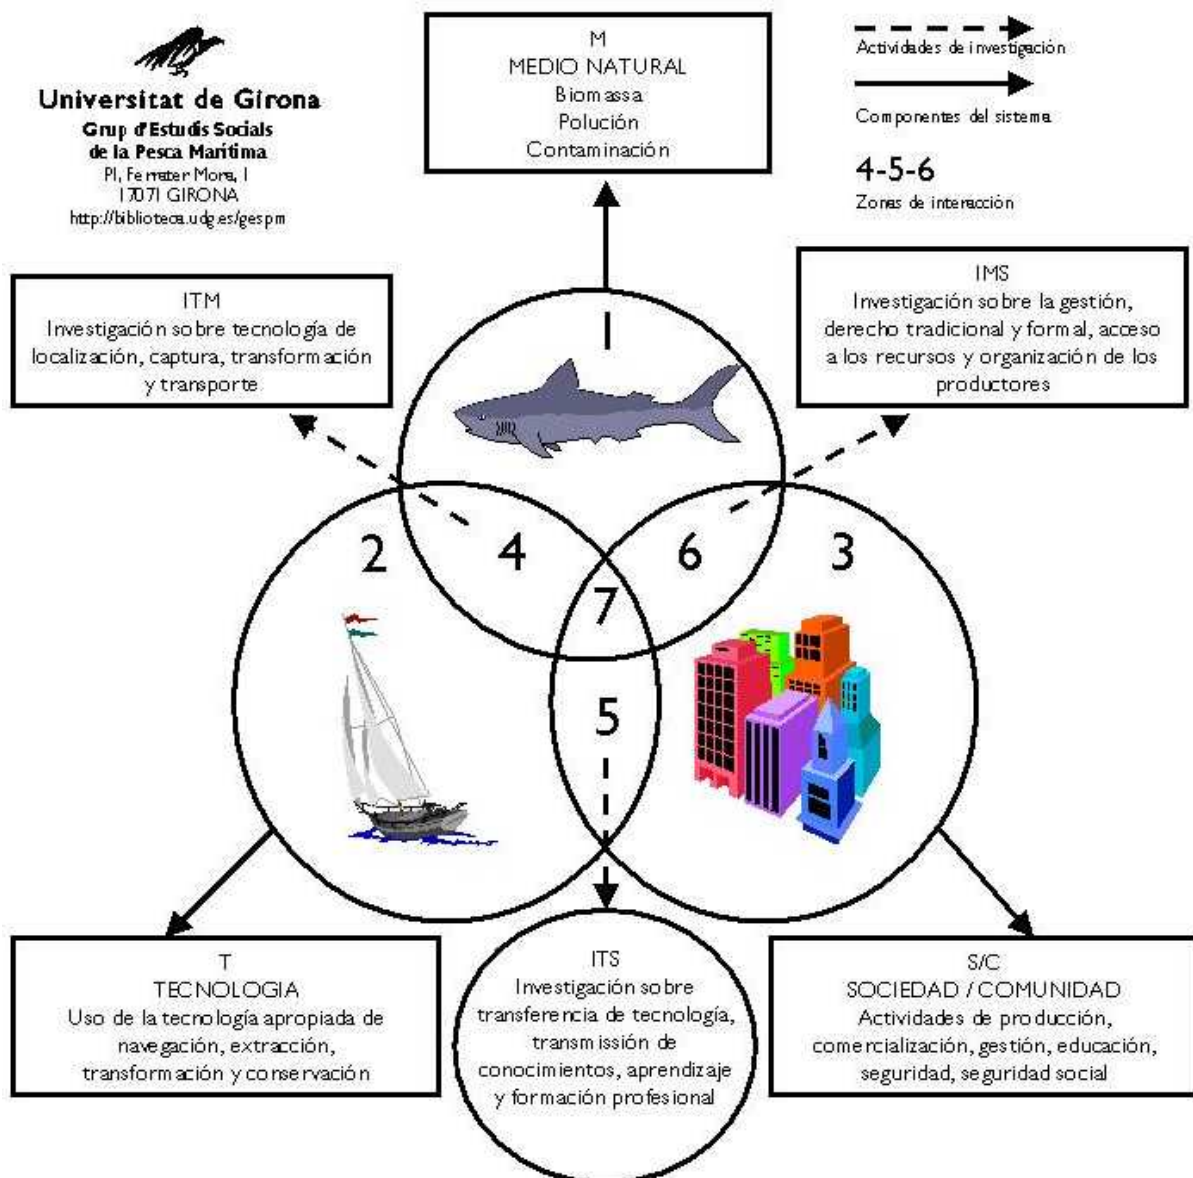 Universitat de Girona
Grup d'Estudis Socials
de la Pesca Marítima
Pl, Ferrater Mora, 1
17071 GIRONA
http://biblioteca.udg.es/gespm
M
MEDIO NATURAL
Biomassa
Polución
Contaminación
Actividades de investigación
Componentes del sistema
4-5-6
Zonas de interacción
ITM
Investigación sobre tecnología de
localización, captura, transformación
y transporte
IMS
Investigación sobre la gestión,
derecho tradicional y formal, acceso
a los recursos y organización de los
productores
1
2
4
6
3
7
5
T
TECNOLOGIA
Uso de la tecnología apropiada de
navegación, extracción,
transformación y conservación
ITS
Investigación sobre
transferencia de tecnología,
transmissión de
conocimientos, aprendizaje
y formación profesional
S/C
SOCIEDAD / COMUNIDAD
Actividades de producción,
comercialización, gestión, educación,
seguridad, seguridad social